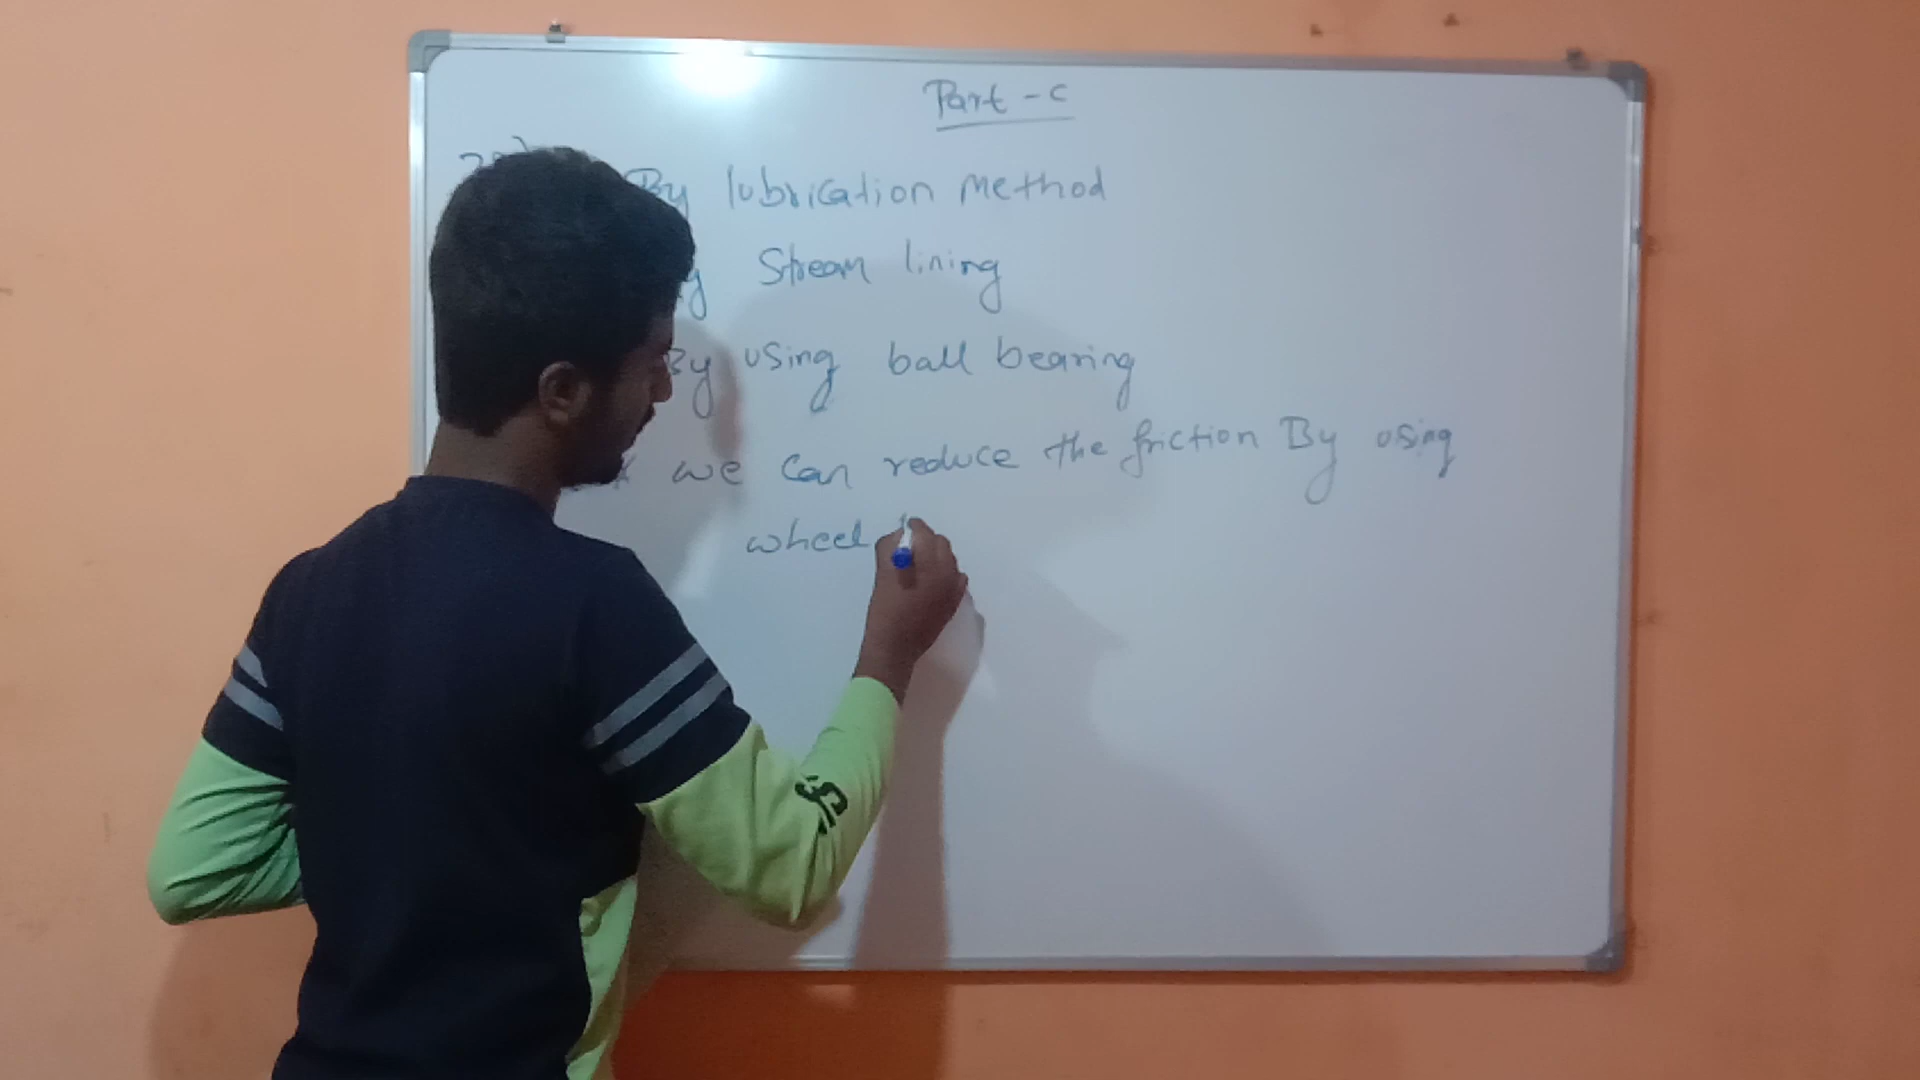 Part - C
By lubrication Method
Stream lining
By using ball bearing
* we can reduce the friction By using
wheel